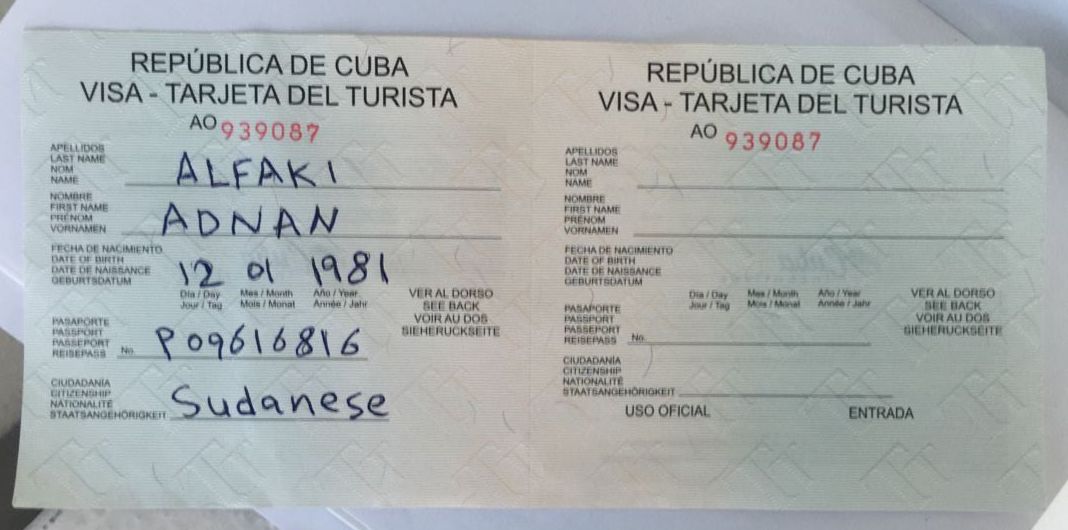 REPÚBLICA DE CUBA
VISA - TARJETA DEL TURISTA
AO 939087
APELLIDOS
LAST NAME
NOM
NAME
ALFAKI
NOMBRE
FIRST NAME
PRÉNOM
VORNAMEN
ADNAN
FECHA DE NACIMIENTO
DATE OF BIRTH
DATE DE NAISSANCE
GEBURTSDATUM
12 01 1981
Día / Day Mes / Month Año / Year
Jour / Tag Mois / Monat Année / Jahr
VER AL DORSO
SEE BACK
VOIR AU DOS
SIEHERUCKSEITE
PASAPORTE
PASSPORT
PASSEPORT
REISEPASS No. P09616816
CIUDADANÍA
CITIZENSHIP
NATIONALITÉ
STAATSANGEHÖRIGKEIT Sudanese
REPÚBLICA DE CUBA
VISA - TARJETA DEL TURISTA
AO 939087
APELLIDOS
LAST NAME
NOM
NAME
NOMBRE
FIRST NAME
PRÉNOM
VORNAMEN
FECHA DE NACIMIENTO
DATE OF BIRTH
DATE DE NAISSANCE
GEBURTSDATUM
Día / Day Mes / Month Año / Year
Jour / Tag Mois / Monat Année / Jahr
VER AL DORSO
SEE BACK
VOIR AU DOS
SIEHERUCKSEITE
PASAPORTE
PASSPORT
PASSEPORT
REISEPASS No.
CIUDADANÍA
CITIZENSHIP
NATIONALITÉ
STAATSANGEHÖRIGKEIT
USO OFICIAL ENTRADA